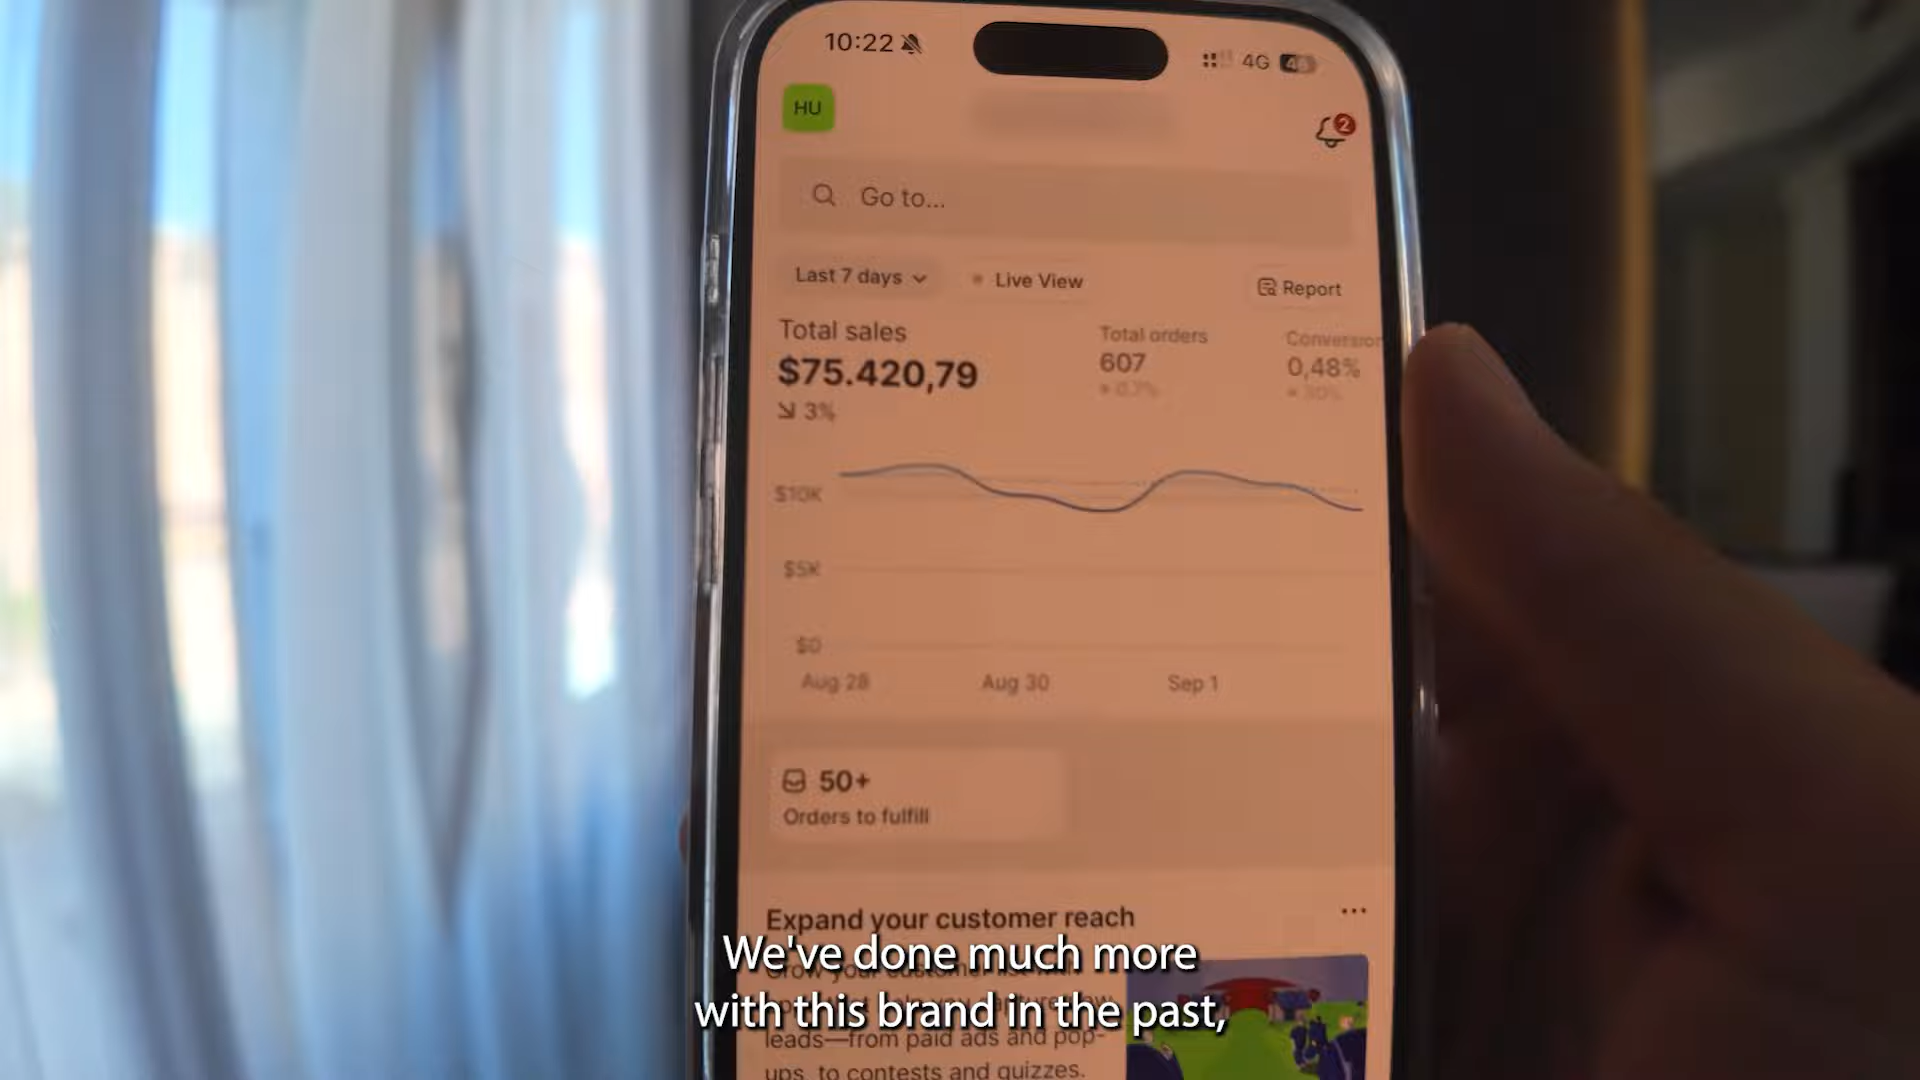 10:22
4G
HU
2
Go to...
Last 7 days
Live View
Report
Total sales
Total orders
Conversion
$75.420,79
607
0,48%
3%
$10K
$5K
$0
Aug 28
Aug 30
Sep 1
50+
Orders to fulfill
Expand your customer reach
We've done much more
with this brand in the past,
leads—from paid ads and pop-
ups, to contests and quizzes.